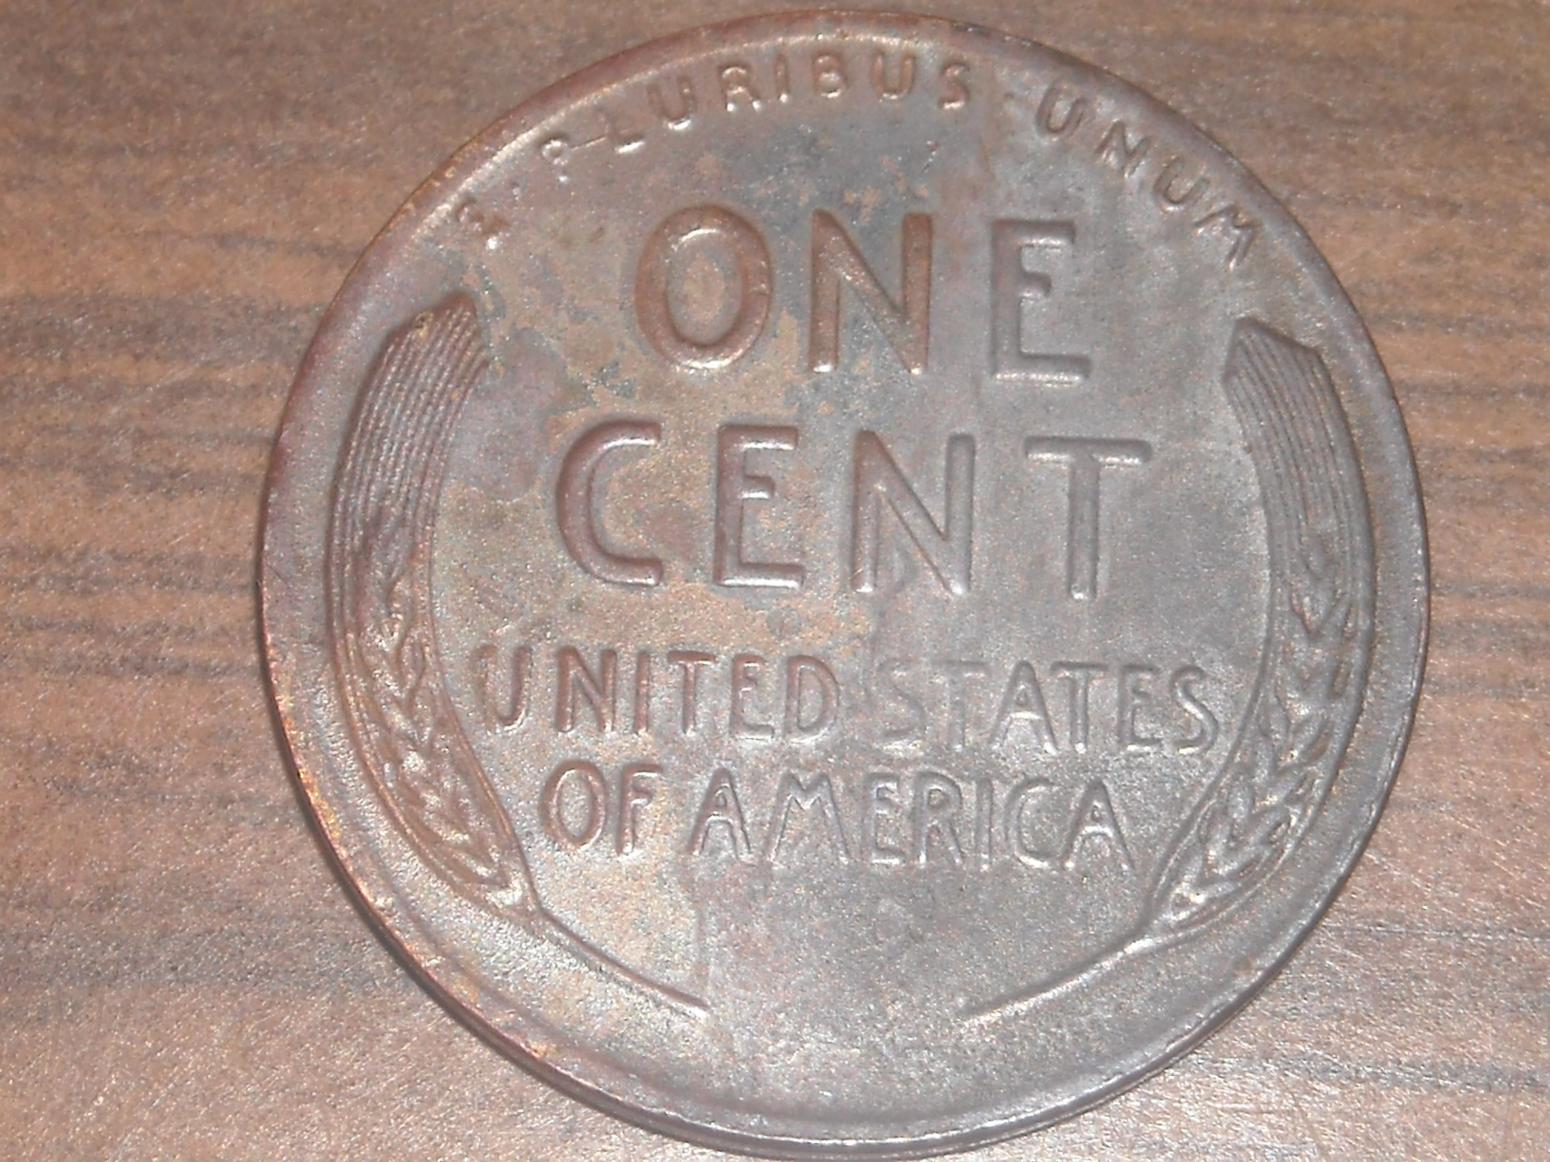 E · PLURIBUS · UNUM
ONE
CENT
UNITED STATES
OF AMERICA